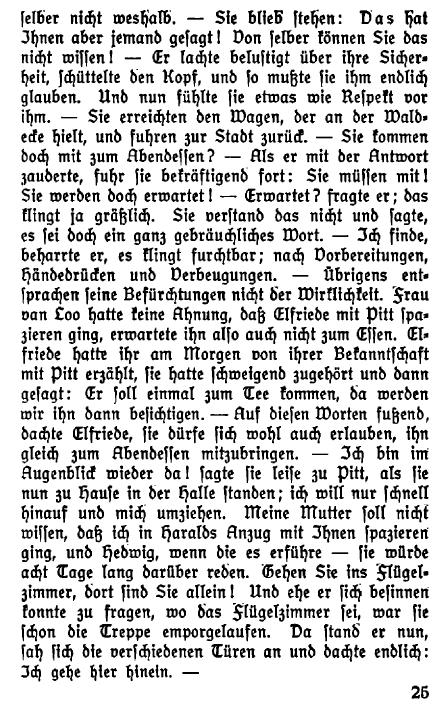 selber nicht weshalb. — Sie blieb stehen: Das hat
Ihnen aber jemand gesagt! Von selber können Sie das
nicht wissen! — Er lachte belustigt über ihre Sicher-
heit, schüttelte den Kopf, und so mußte sie ihm endlich
glauben. Und nun fühlte sie etwas wie Respekt vor
ihm. — Sie erreichten den Wagen, der an der Wald-
ecke hielt, und fuhren zur Stadt zurück. — Sie kommen
doch mit zum Abendessen? — Als er mit der Antwort
zauderte, fuhr sie bekräftigend fort: Sie müssen mit!
Sie werden doch erwartet! — Erwartet? fragte er; das
klingt ja gräßlich. Sie verstand das nicht und sagte,
es sei doch ein ganz gebräuchliches Wort. — Ich finde,
beharrte er, es klingt furchtbar; nach Vorbereitungen,
Händedrücken und Verbeugungen. — Übrigens ent-
sprachen seine Befürchtungen nicht der Wirklichkeit. Frau
van Loo hatte keine Ahnung, daß Elfriede mit Pitt spa-
zieren ging, erwartete ihn also auch nicht zum Essen. El-
friede hatte ihr am Morgen von ihrer Bekanntschaft
mit Pitt erzählt, sie hatte schweigend zugehört und dann
gesagt: Er soll einmal zum Tee kommen, da werden
wir ihn dann besichtigen. — Auf diesen Worten fußend,
dachte Elfriede, sie dürfe sich wohl auch erlauben, ihn
gleich zum Abendessen mitzubringen. — Ich bin im
Augenblick wieder da! sagte sie leise zu Pitt, als sie
nun zu Hause in der Halle standen; ich will nur schnell
hinauf und mich umziehen. Meine Mutter soll nicht
wissen, daß ich in Haralds Anzug mit Ihnen spazieren
ging, und Hedwig, wenn die es erführe — sie würde
acht Tage lang darüber reden. Gehen Sie ins Flügel-
zimmer, dort sind Sie allein! Und ehe er sich besinnen
konnte zu fragen, wo das Flügelzimmer sei, war sie
schon die Treppe emporgelaufen. Da stand er nun,
sah sich die verschiedenen Türen an und dachte endlich:
Ich gehe hier hinein. —
25